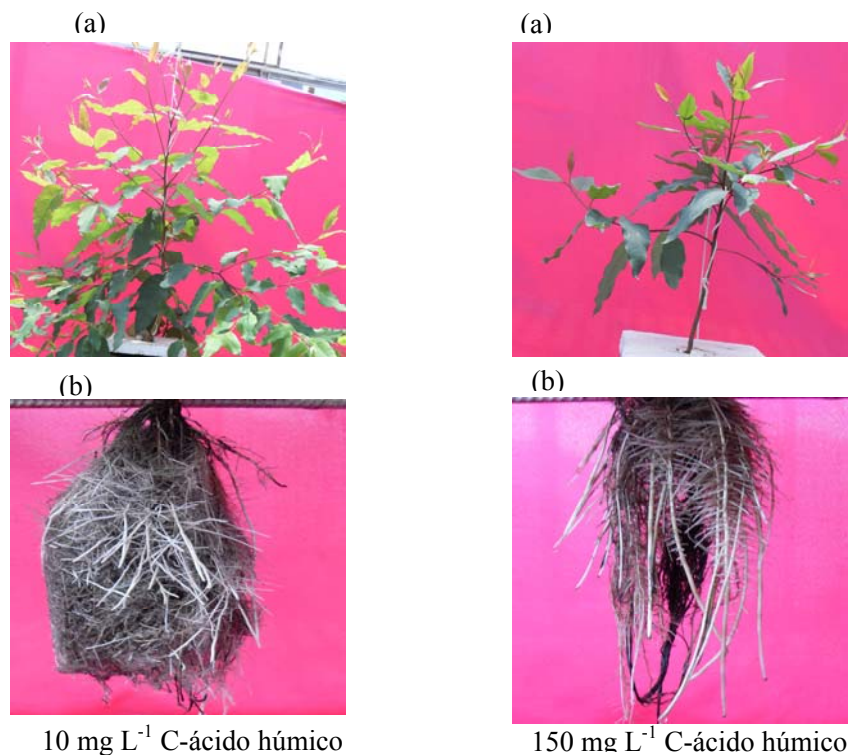 (a)
(a)
(b)
(b)
10 mg L⁻¹ C-ácido húmico
150 mg L⁻¹ C-ácido húmico